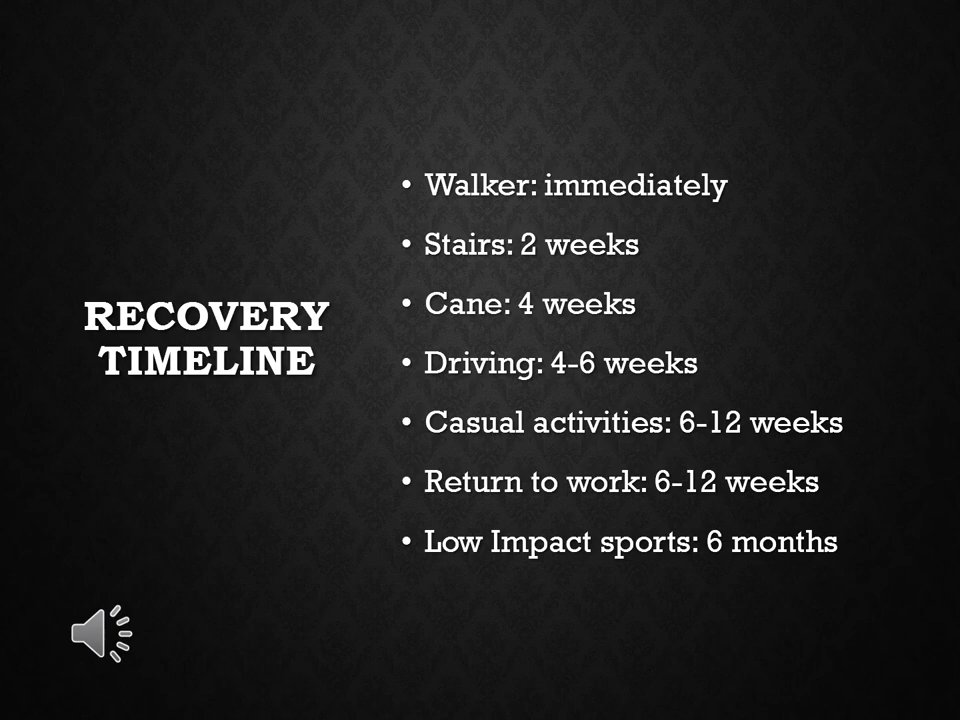 RECOVERY
TIMELINE
• Walker: immediately
• Stairs: 2 weeks
• Cane: 4 weeks
• Driving: 4-6 weeks
• Casual activities: 6-12 weeks
• Return to work: 6-12 weeks
• Low Impact sports: 6 months